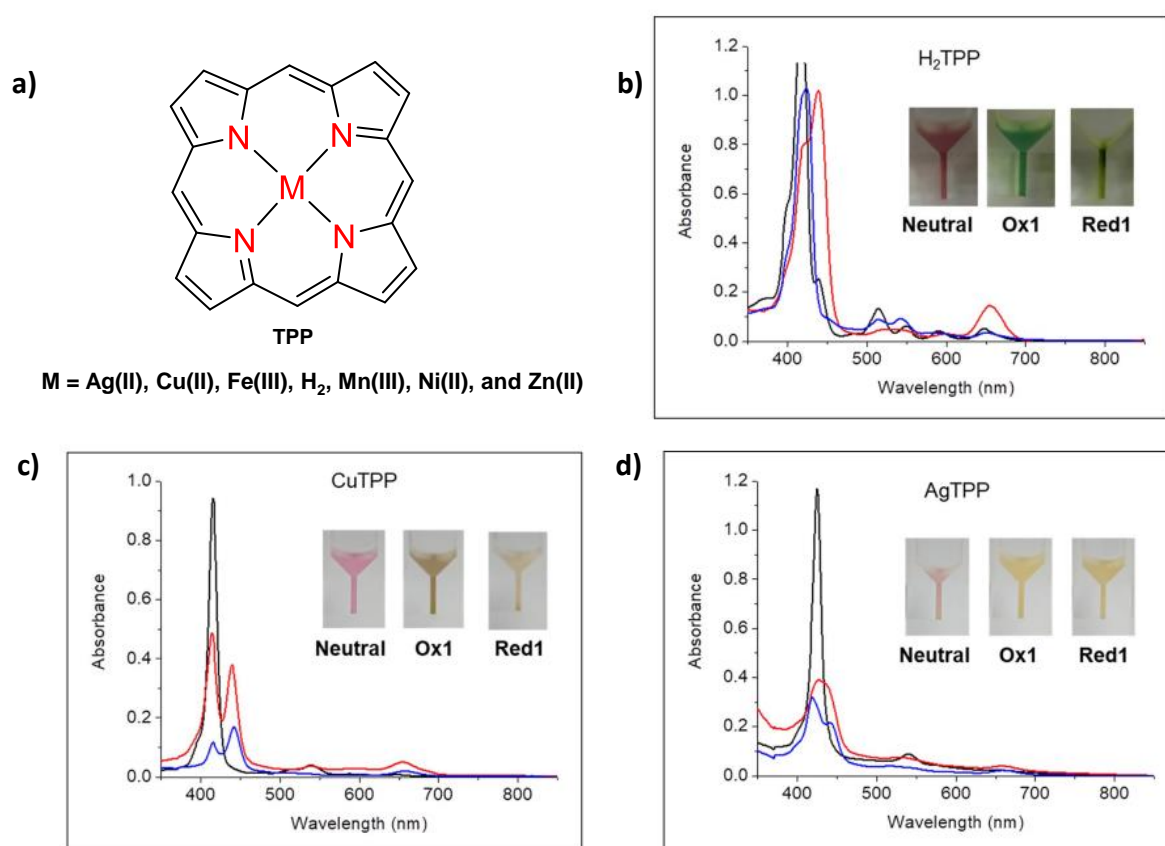 a)
N
N
M
N
N
TPP
M = Ag(II), Cu(II), Fe(III), H₂, Mn(III), Ni(II), and Zn(II)
b)
H₂TPP
Neutral Ox1 Red1
Absorbance
1.2
1.0
0.8
0.6
0.4
0.2
0.0
400 500 600 700 800
Wavelength (nm)
c)
CuTPP
Neutral Ox1 Red1
Absorbance
1.0
0.8
0.6
0.4
0.2
0.0
400 500 600 700 800
Wavelength (nm)
d)
AgTPP
Neutral Ox1 Red1
Absorbance
1.2
1.0
0.8
0.6
0.4
0.2
0.0
400 500 600 700 800
Wavelength (nm)